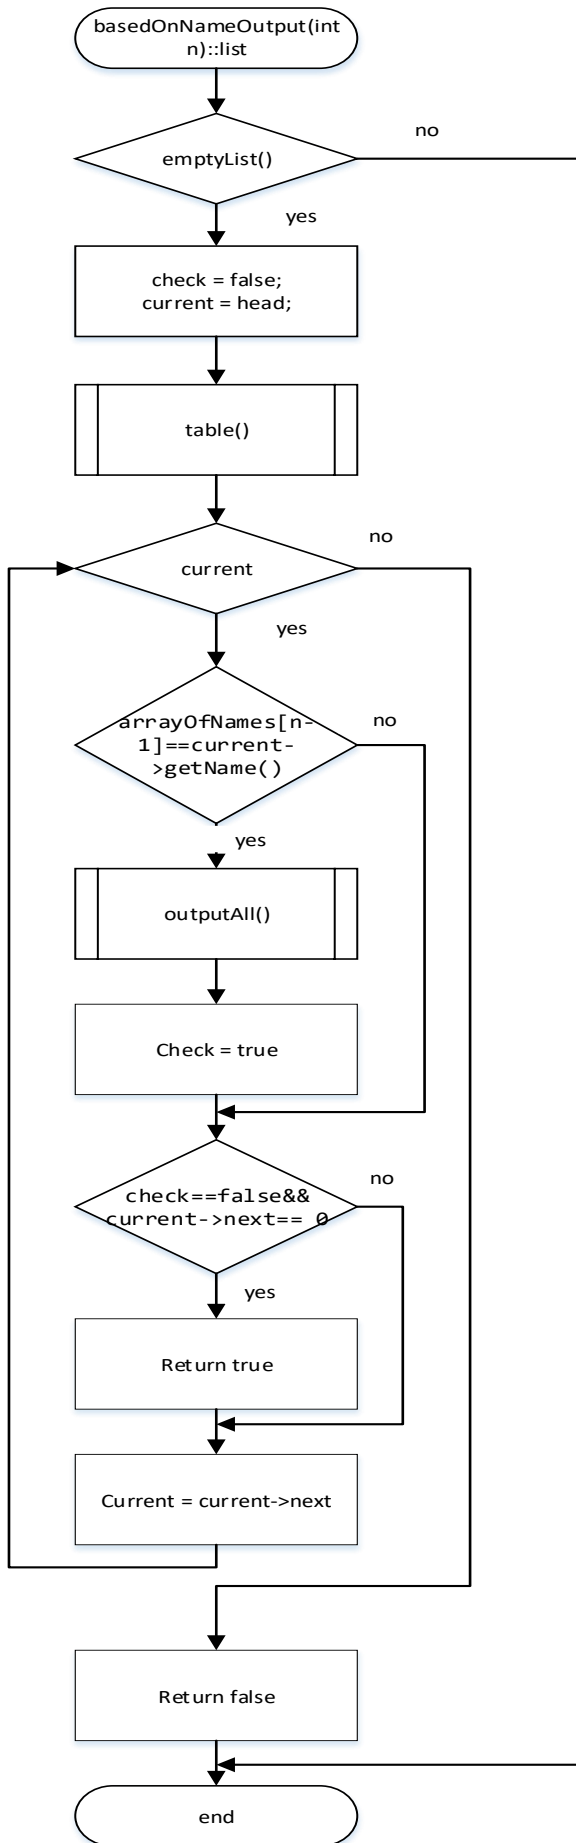 basedOnNameOutput(int
n)::list
no
emptyList()
yes
check = false;
current = head;
table()
no
current
yes
arrayOfNames[n-
no
1]==current-
>getName()
yes
outputAll()
Check = true
no
check==false&&
current->next== 0
yes
Return true
Current = current->next
Return false
end